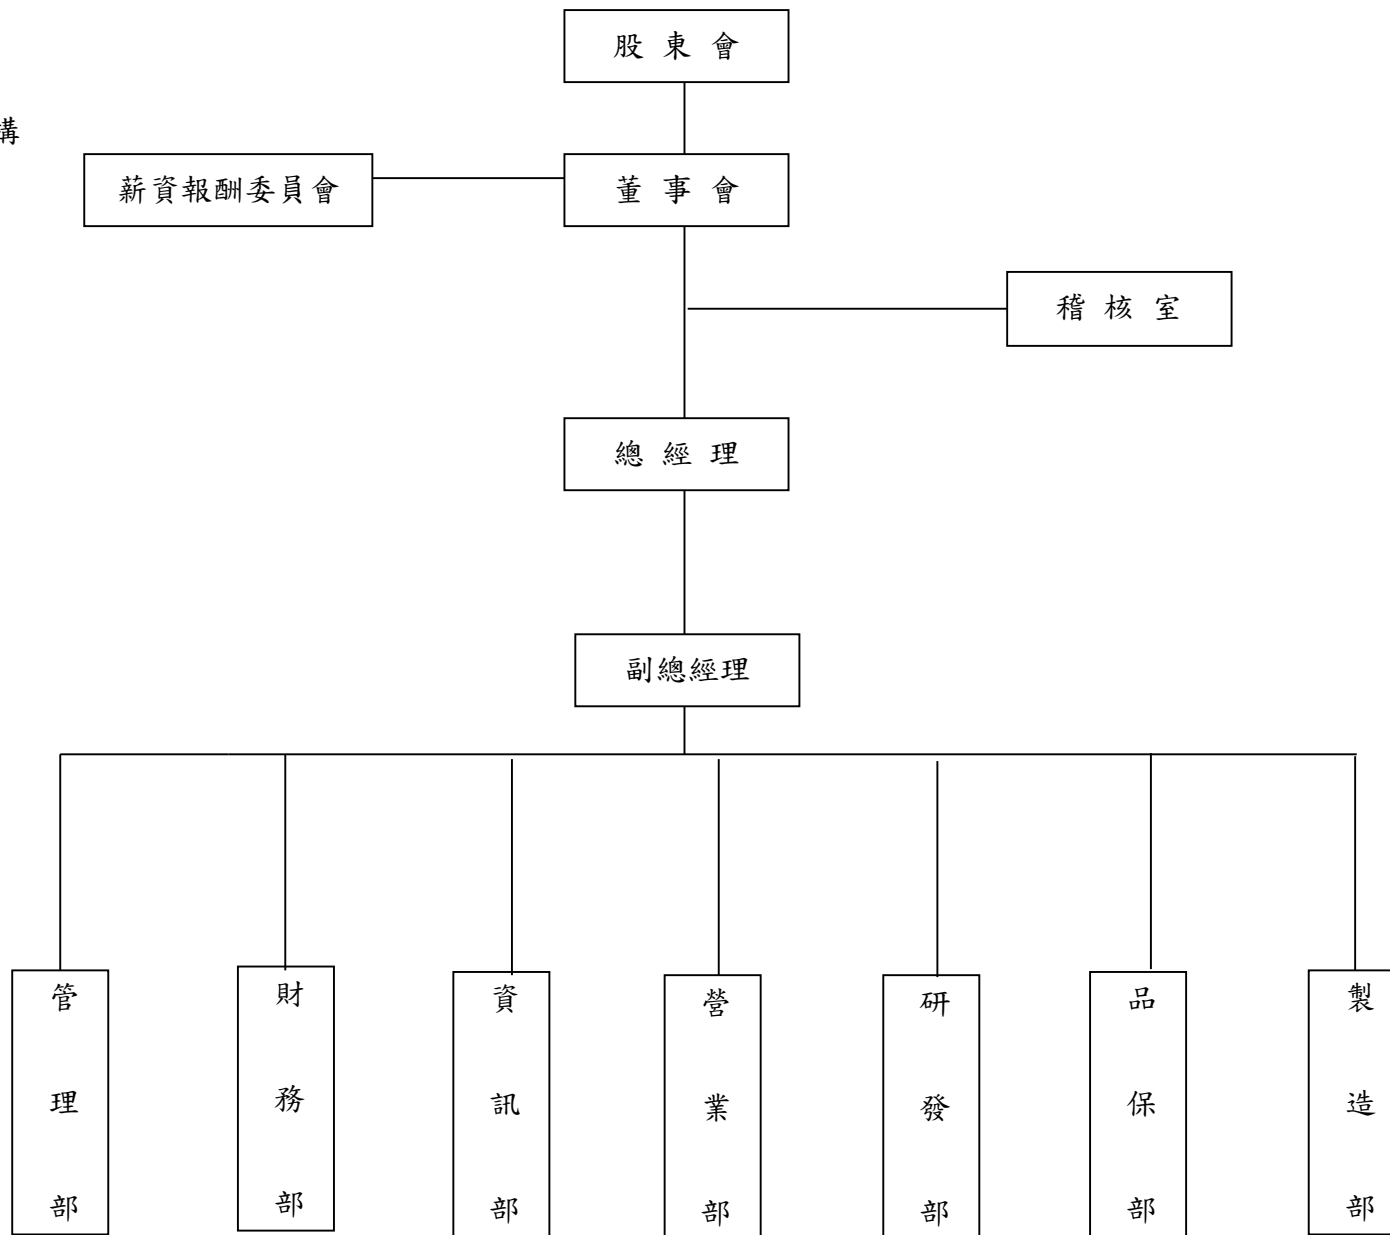 股東會
構
薪資報酬委員會
董事會
稽核室
總經理
副總經理
管理部
財務部
資訊部
營業部
研發部
品保部
製造部